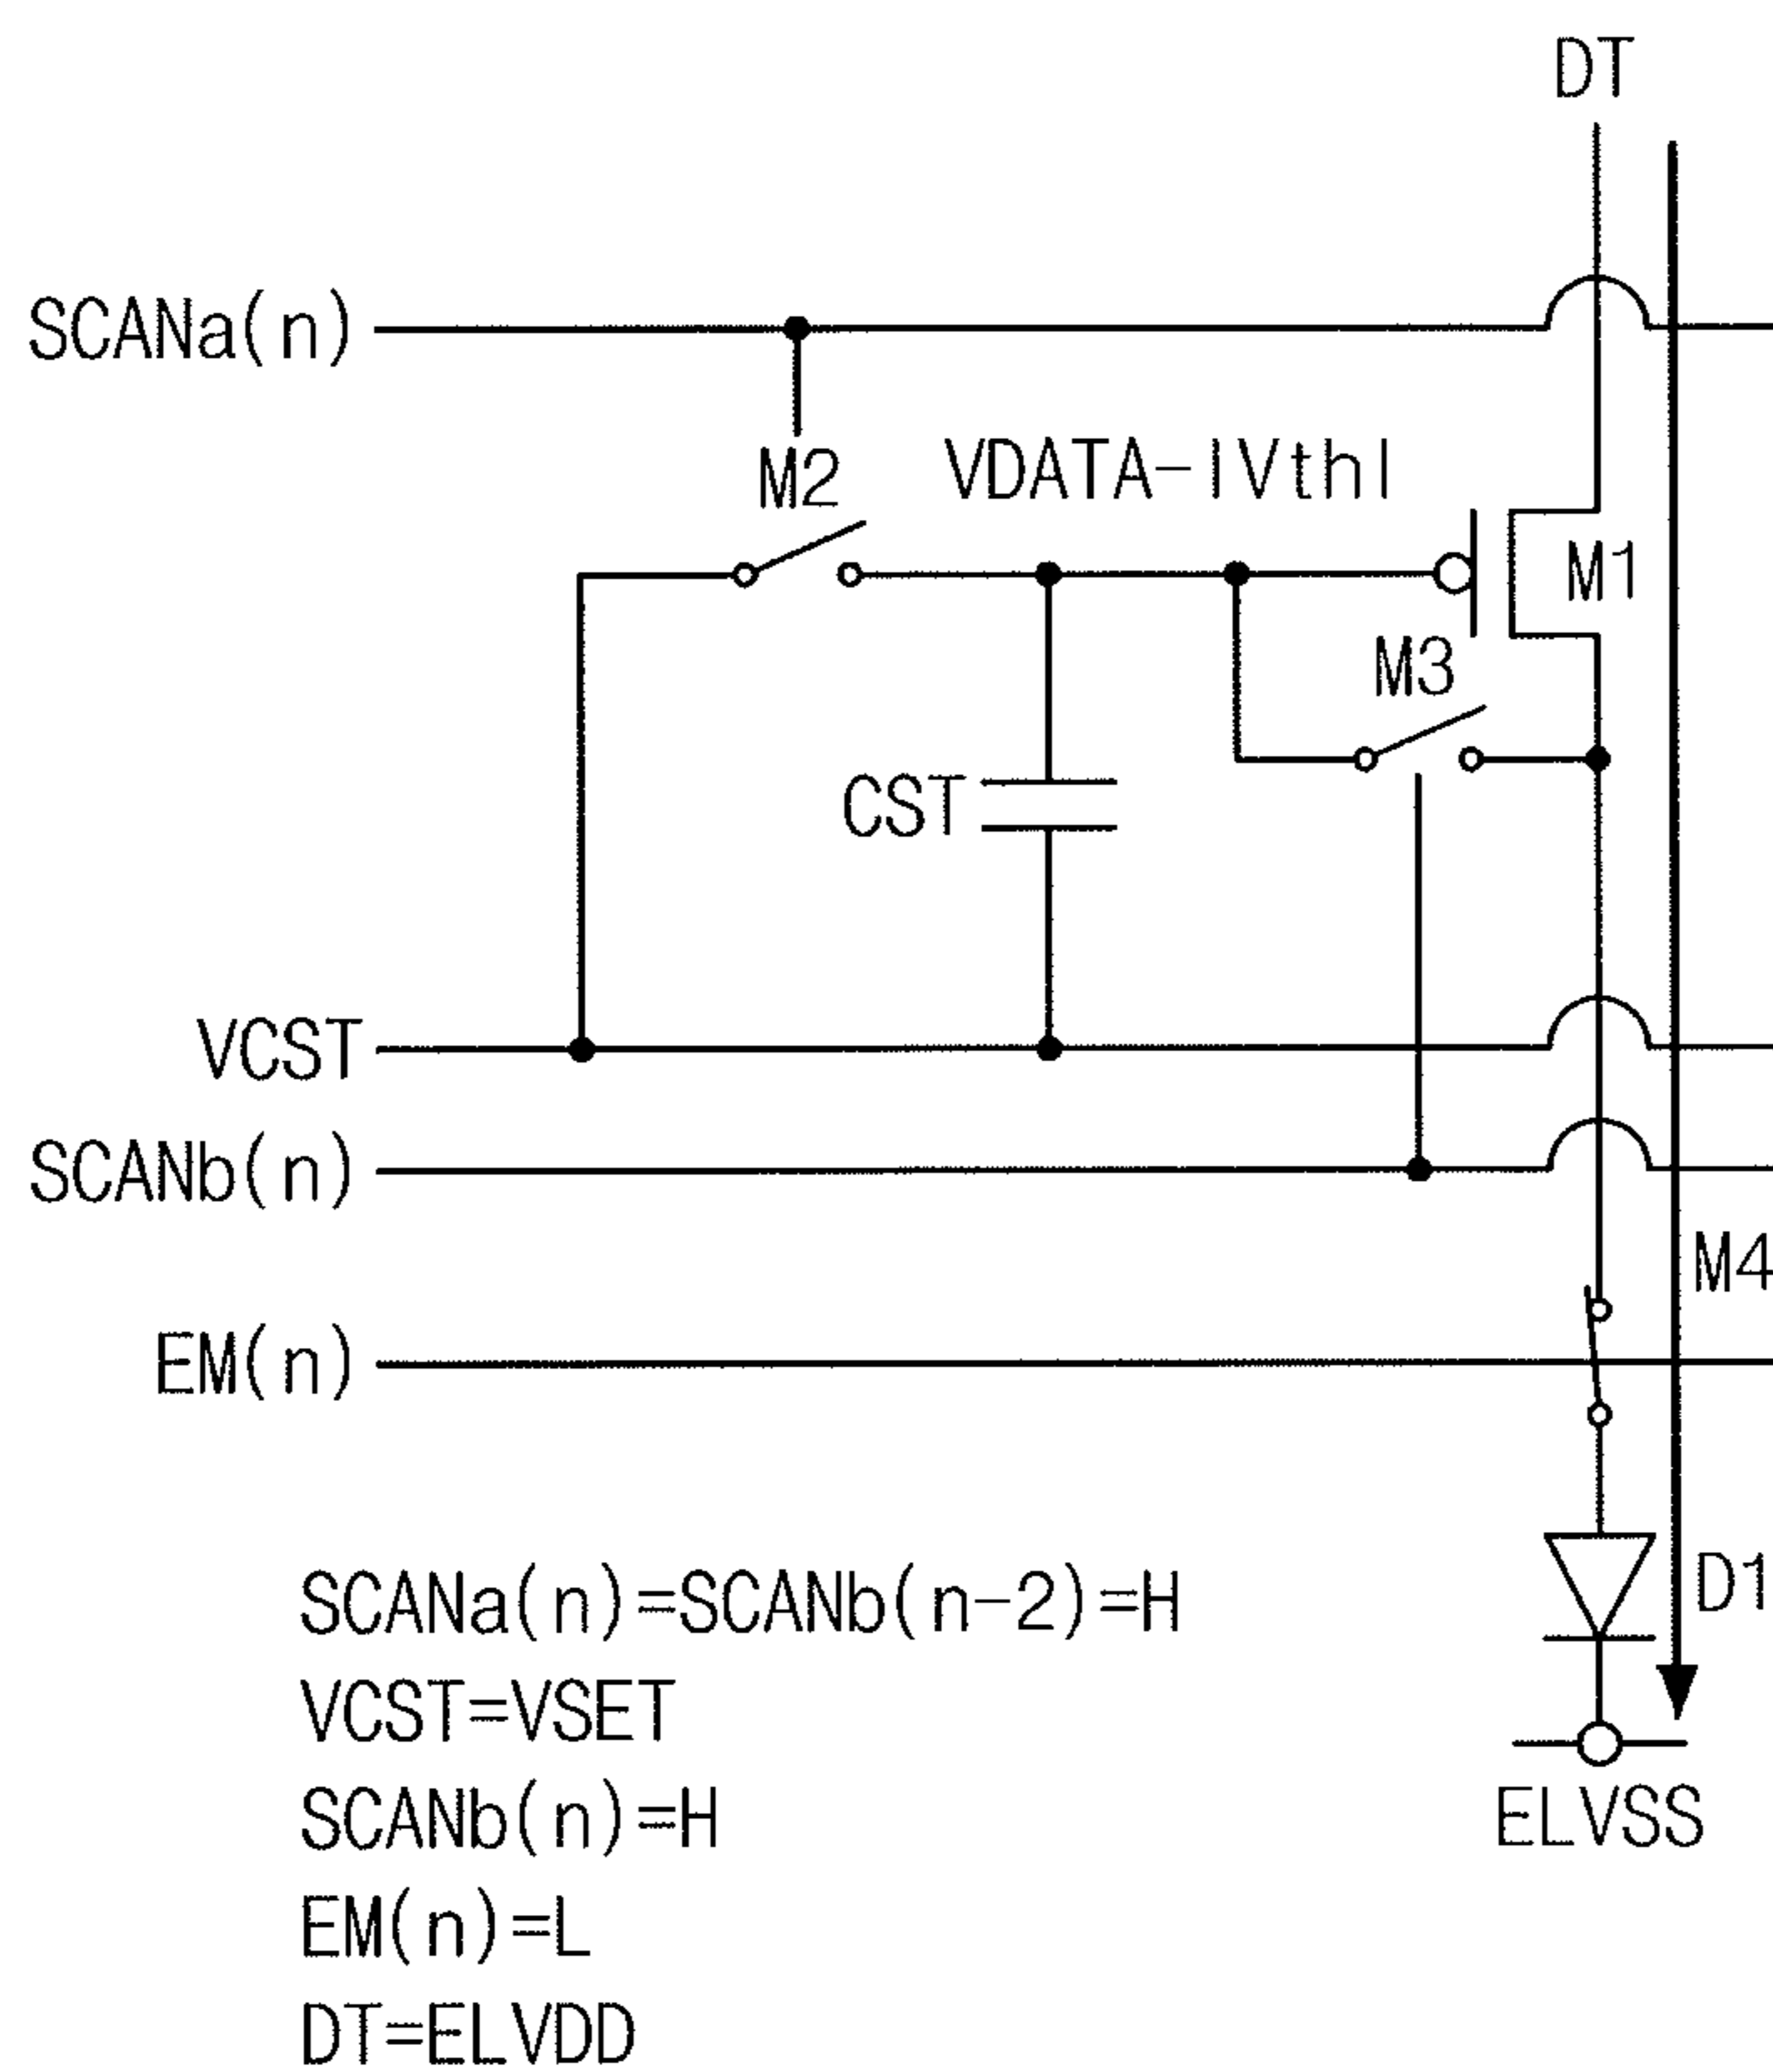 DT
SCANa(n)
M2
VDATA-|Vth|
M1
M3
CST
VCST
SCANb(n)
M4
EM(n)
D1
SCANa(n)=SCANb(n-2)=H
VCST=VSET
SCANb(n)=H
ELVSS
EM(n)=L
DT=ELVDD